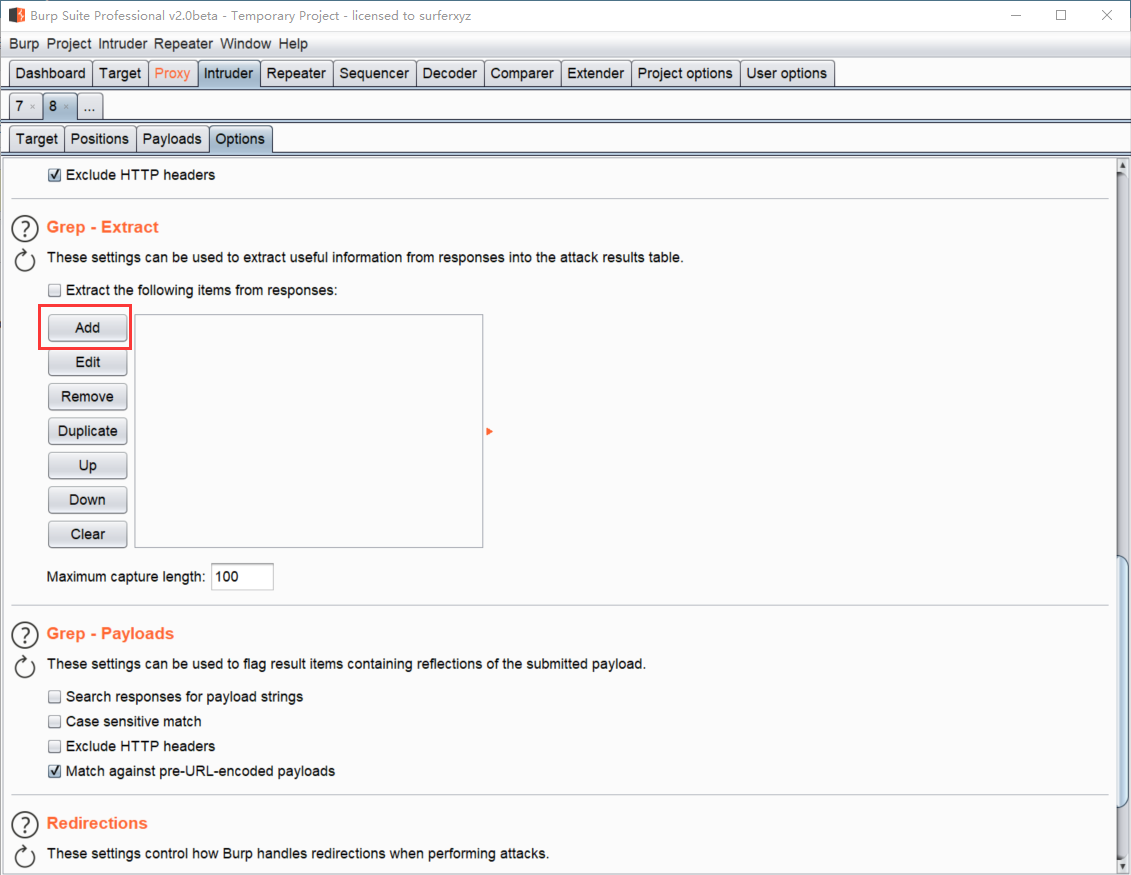 Burp Suite Professional v2.0beta - Temporary Project - licensed to surferxyz
Burp Project Intruder Repeater Window Help
Dashboard Target Proxy Intruder Repeater Sequencer Decoder Comparer Extender Project options User options
7 × 8 × ...
Target Positions Payloads Options
Exclude HTTP headers
? Grep - Extract
These settings can be used to extract useful information from responses into the attack results table.
Extract the following items from responses:
Add
Edit
Remove
Duplicate
Up
Down
Clear
Maximum capture length: 100
? Grep - Payloads
These settings can be used to flag result items containing reflections of the submitted payload.
Search responses for payload strings
Case sensitive match
Exclude HTTP headers
Match against pre-URL-encoded payloads
? Redirections
These settings control how Burp handles redirections when performing attacks.